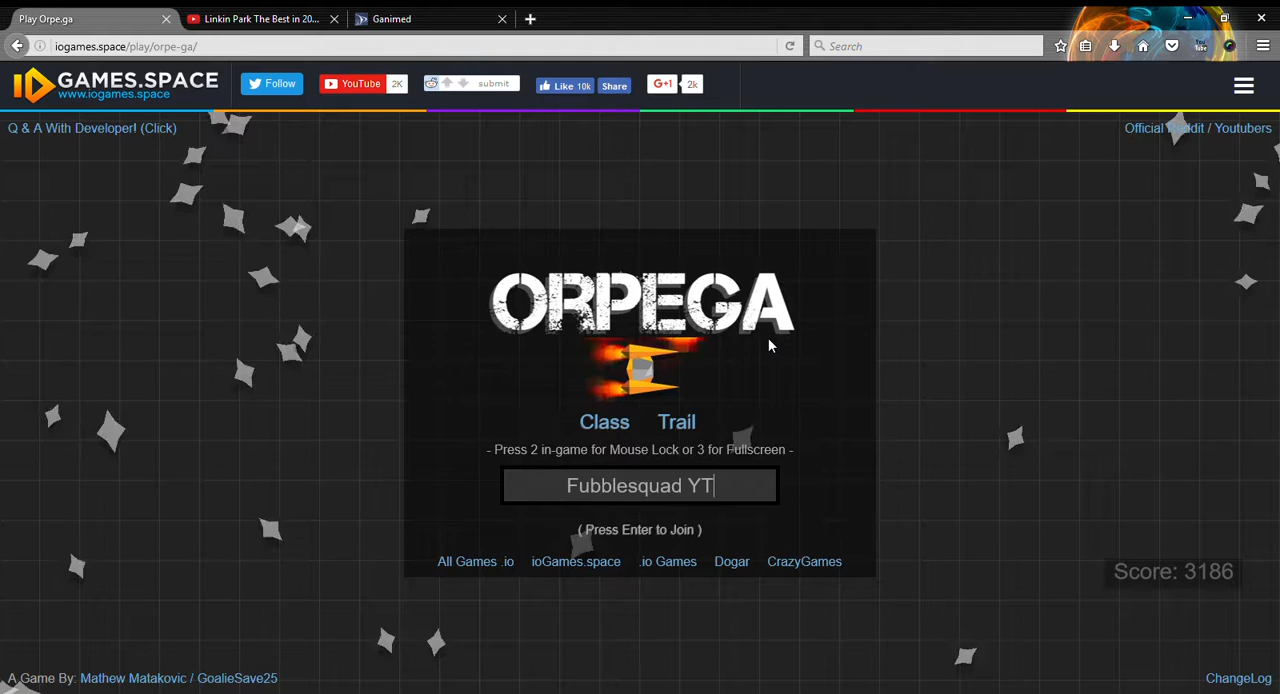 Play Orpe.ga
Linkin Park The Best in 20...
Ganimed
iogames.space/play/orpe-ga/
Search
You Tube
GAMES.SPACE
www.iogames.space
Follow
YouTube 2K
submit
Like 10k Share
G+1 2k
Q & A With Developer! (Click)
Official Reddit / Youtubers
ORPEGA
Class Trail
- Press 2 in-game for Mouse Lock or 3 for Fullscreen -
Fubblesquad YT
( Press Enter to Join )
All Games .io ioGames.space .io Games Dogar CrazyGames
Score: 3186
A Game By: Mathew Matakovic / GoalieSave25
ChangeLog